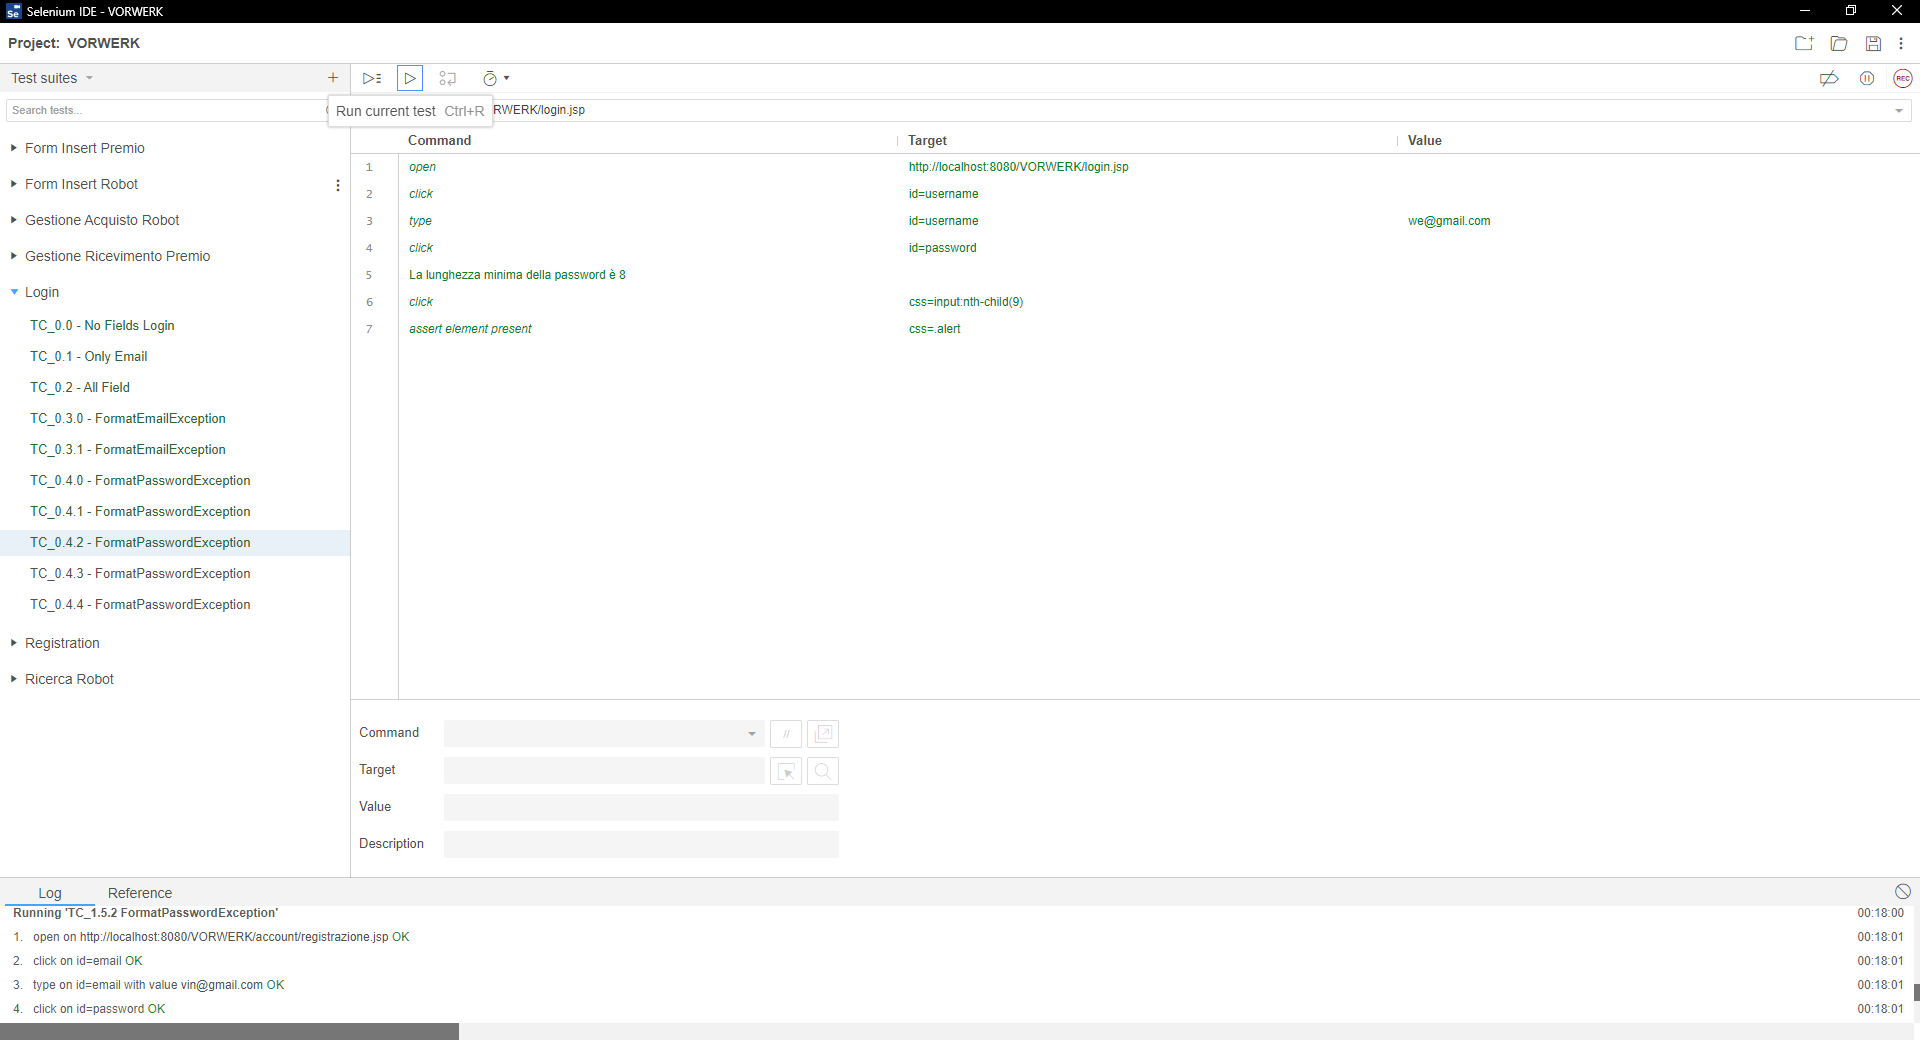 Selenium IDE - VORWERK
Project: VORWERK
Test suites
Search tests...
Run current test Ctrl+R
RWERK/login.jsp
REC
Form Insert Premio
Form Insert Robot
Gestione Acquisto Robot
Gestione Ricevimento Premio
Login
TC_0.0 - No Fields Login
TC_0.1 - Only Email
TC_0.2 - All Field
TC_0.3.0 - FormatEmailException
TC_0.3.1 - FormatEmailException
TC_0.4.0 - FormatPasswordException
TC_0.4.1 - FormatPasswordException
TC_0.4.2 - FormatPasswordException
TC_0.4.3 - FormatPasswordException
TC_0.4.4 - FormatPasswordException
Registration
Ricerca Robot
Command Target Value
1 open http://localhost:8080/VORWERK/login.jsp
2 click id=username
3 type id=username we@gmail.com
4 click id=password
5 La lunghezza minima della password è 8
6 click css=input:nth-child(9)
7 assert element present css=.alert
Command //
Target
Value
Description
Log Reference
Running 'TC_1.5.2 FormatPasswordException' 00:18:00
1. open on http://localhost:8080/VORWERK/account/registrazione.jsp OK 00:18:01
2. click on id=email OK 00:18:01
3. type on id=email with value vin@gmail.com OK 00:18:01
4. click on id=password OK 00:18:01